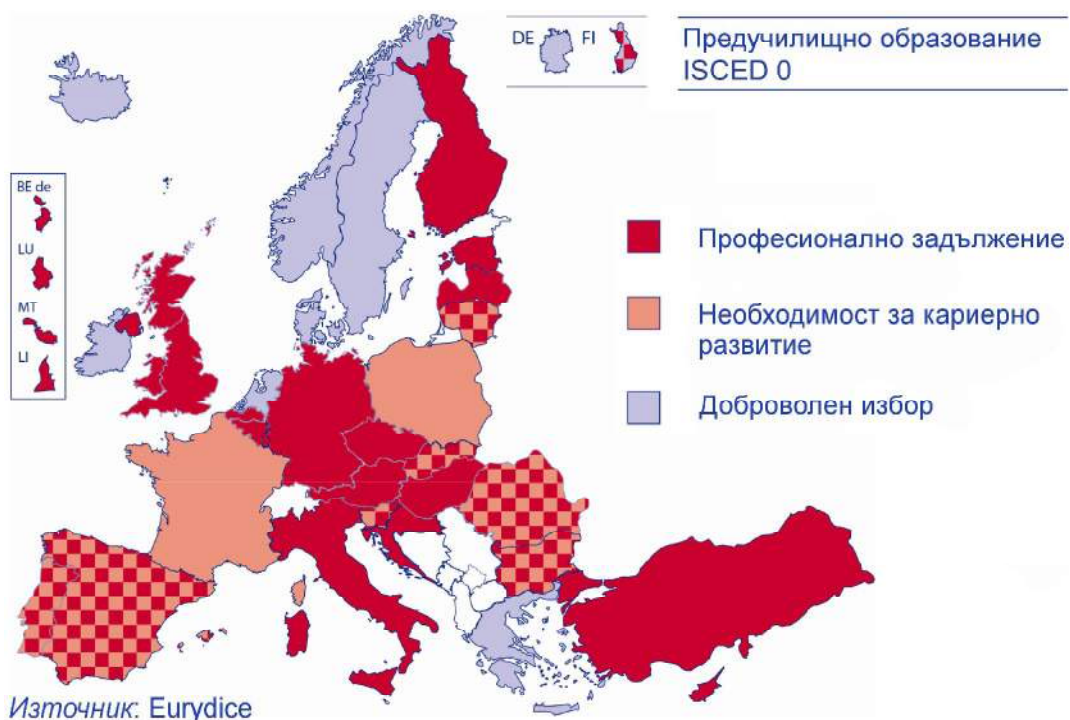 DE
FI
Предучилищно образование
ISCED 0
BE de
LU
MT
LI
Професионално задължение
Необходимост за кариерно
развитие
Доброволен избор
Източник: Eurydice